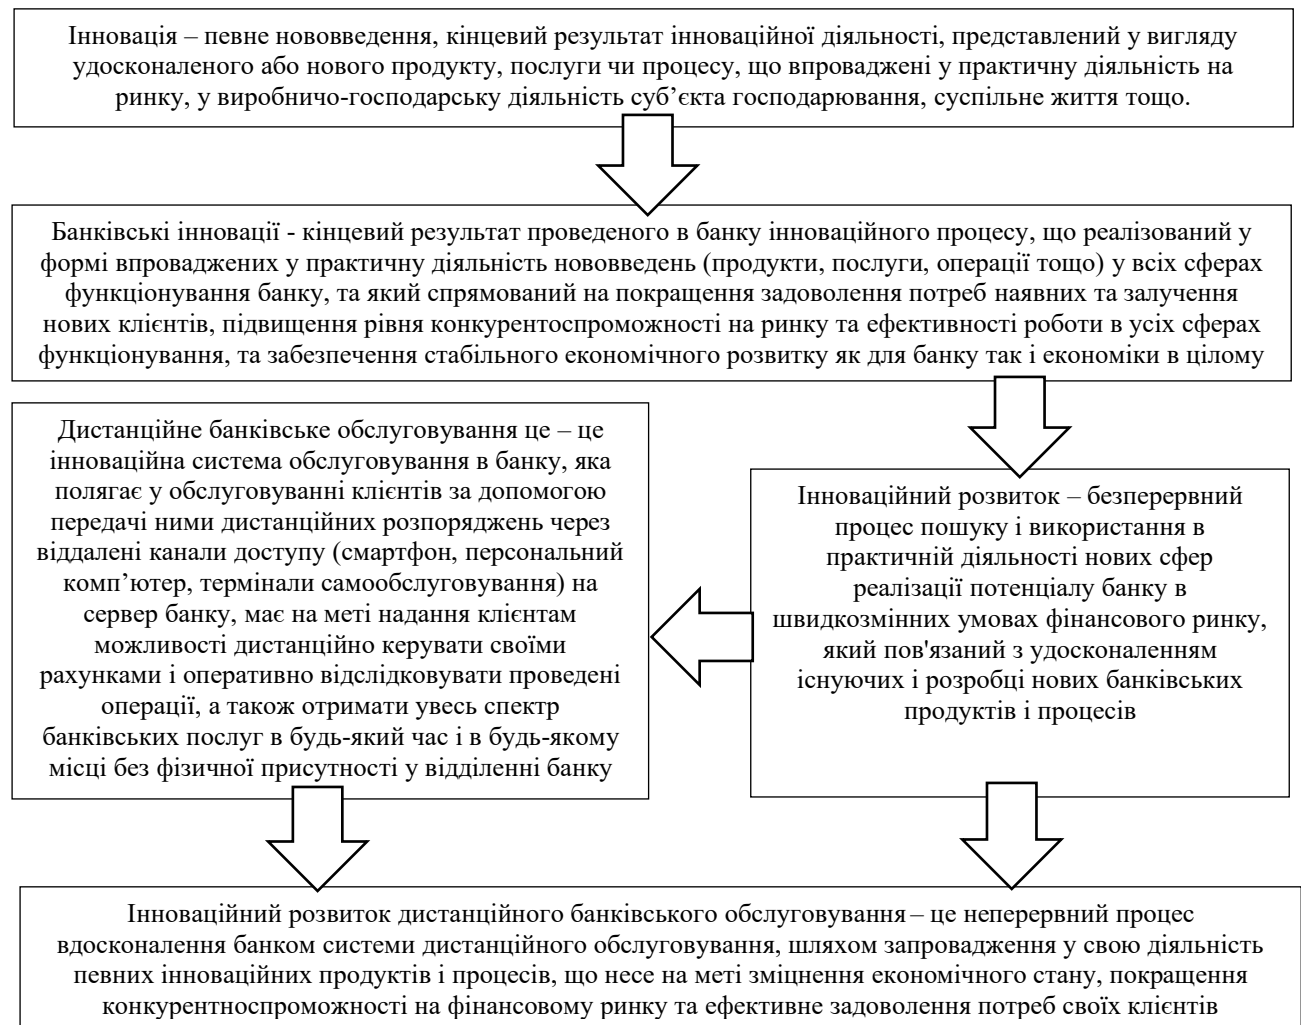 Інновація – певне нововведення, кінцевий результат інноваційної діяльності, представлений у вигляду
удосконаленого або нового продукту, послуги чи процесу, що впроваджені у практичну діяльність на
ринку, у виробничо-господарську діяльність суб’єкта господарювання, суспільне життя тощо.
Банківські інновації - кінцевий результат проведеного в банку інноваційного процесу, що реалізований у
формі впроваджених у практичну діяльність нововведень (продукти, послуги, операції тощо) у всіх сферах
функціонування банку, та який спрямований на покращення задоволення потреб наявних та залучення
нових клієнтів, підвищення рівня конкурентоспроможності на ринку та ефективності роботи в усіх сферах
функціонування, та забезпечення стабільного економічного розвитку як для банку так і економіки в цілому
Дистанційне банківське обслуговування це – це
інноваційна система обслуговування в банку, яка
полягає у обслуговуванні клієнтів за допомогою
передачі ними дистанційних розпоряджень через
віддалені канали доступу (смартфон, персональний
комп’ютер, термінали самообслуговування) на
сервер банку, має на меті надання клієнтам
можливості дистанційно керувати своїми
рахунками і оперативно відслідковувати проведені
операції, а також отримати увесь спектр
банківських послуг в будь-який час і в будь-якому
місці без фізичної присутності у відділенні банку
Інноваційний розвиток – безперервний
процес пошуку і використання в
практичній діяльності нових сфер
реалізації потенціалу банку в
швидкозмінних умовах фінансового ринку,
який пов'язаний з удосконаленням
існуючих і розробці нових банківських
продуктів і процесів
Інноваційний розвиток дистанційного банківського обслуговування – це неперервний процес
вдосконалення банком системи дистанційного обслуговування, шляхом запровадження у свою діяльність
певних інноваційних продуктів і процесів, що несе на меті зміцнення економічного стану, покращення
конкурентноспроможності на фінансовому ринку та ефективне задоволення потреб своїх клієнтів